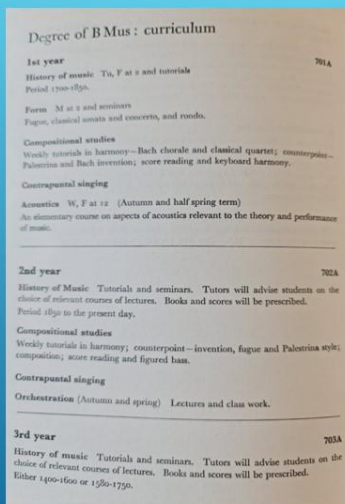 Degree of B Mus: curriculum
1st year 701A
History of music Tu, F at 2 and tutorials
Period 1700-1850.
Form M at 2 and seminars
Fugue, classical sonata and concerto, and rondo.
Compositional studies
Weekly tutorials in harmony—Bach chorale and classical quartet; counterpoint—
Palestrina and Bach invention; score reading and keyboard harmony.
Contrapuntal singing
Acoustics W, F at 12 (Autumn and half spring term)
An elementary course on aspects of acoustics relevant to the theory and performance
of music.
2nd year 702A
History of Music Tutorials and seminars. Tutors will advise students on the
choice of relevant courses of lectures. Books and scores will be prescribed.
Period 1850 to the present day.
Compositional studies
Weekly tutorials in harmony; counterpoint—invention, fugue and Palestrina style;
composition; score reading and figured bass.
Contrapuntal singing
Orchestration (Autumn and spring) Lectures and class work.
3rd year 703A
History of music Tutorials and seminars. Tutors will advise students on the
choice of relevant courses of lectures. Books and scores will be prescribed.
Either 1400-1600 or 1580-1750.